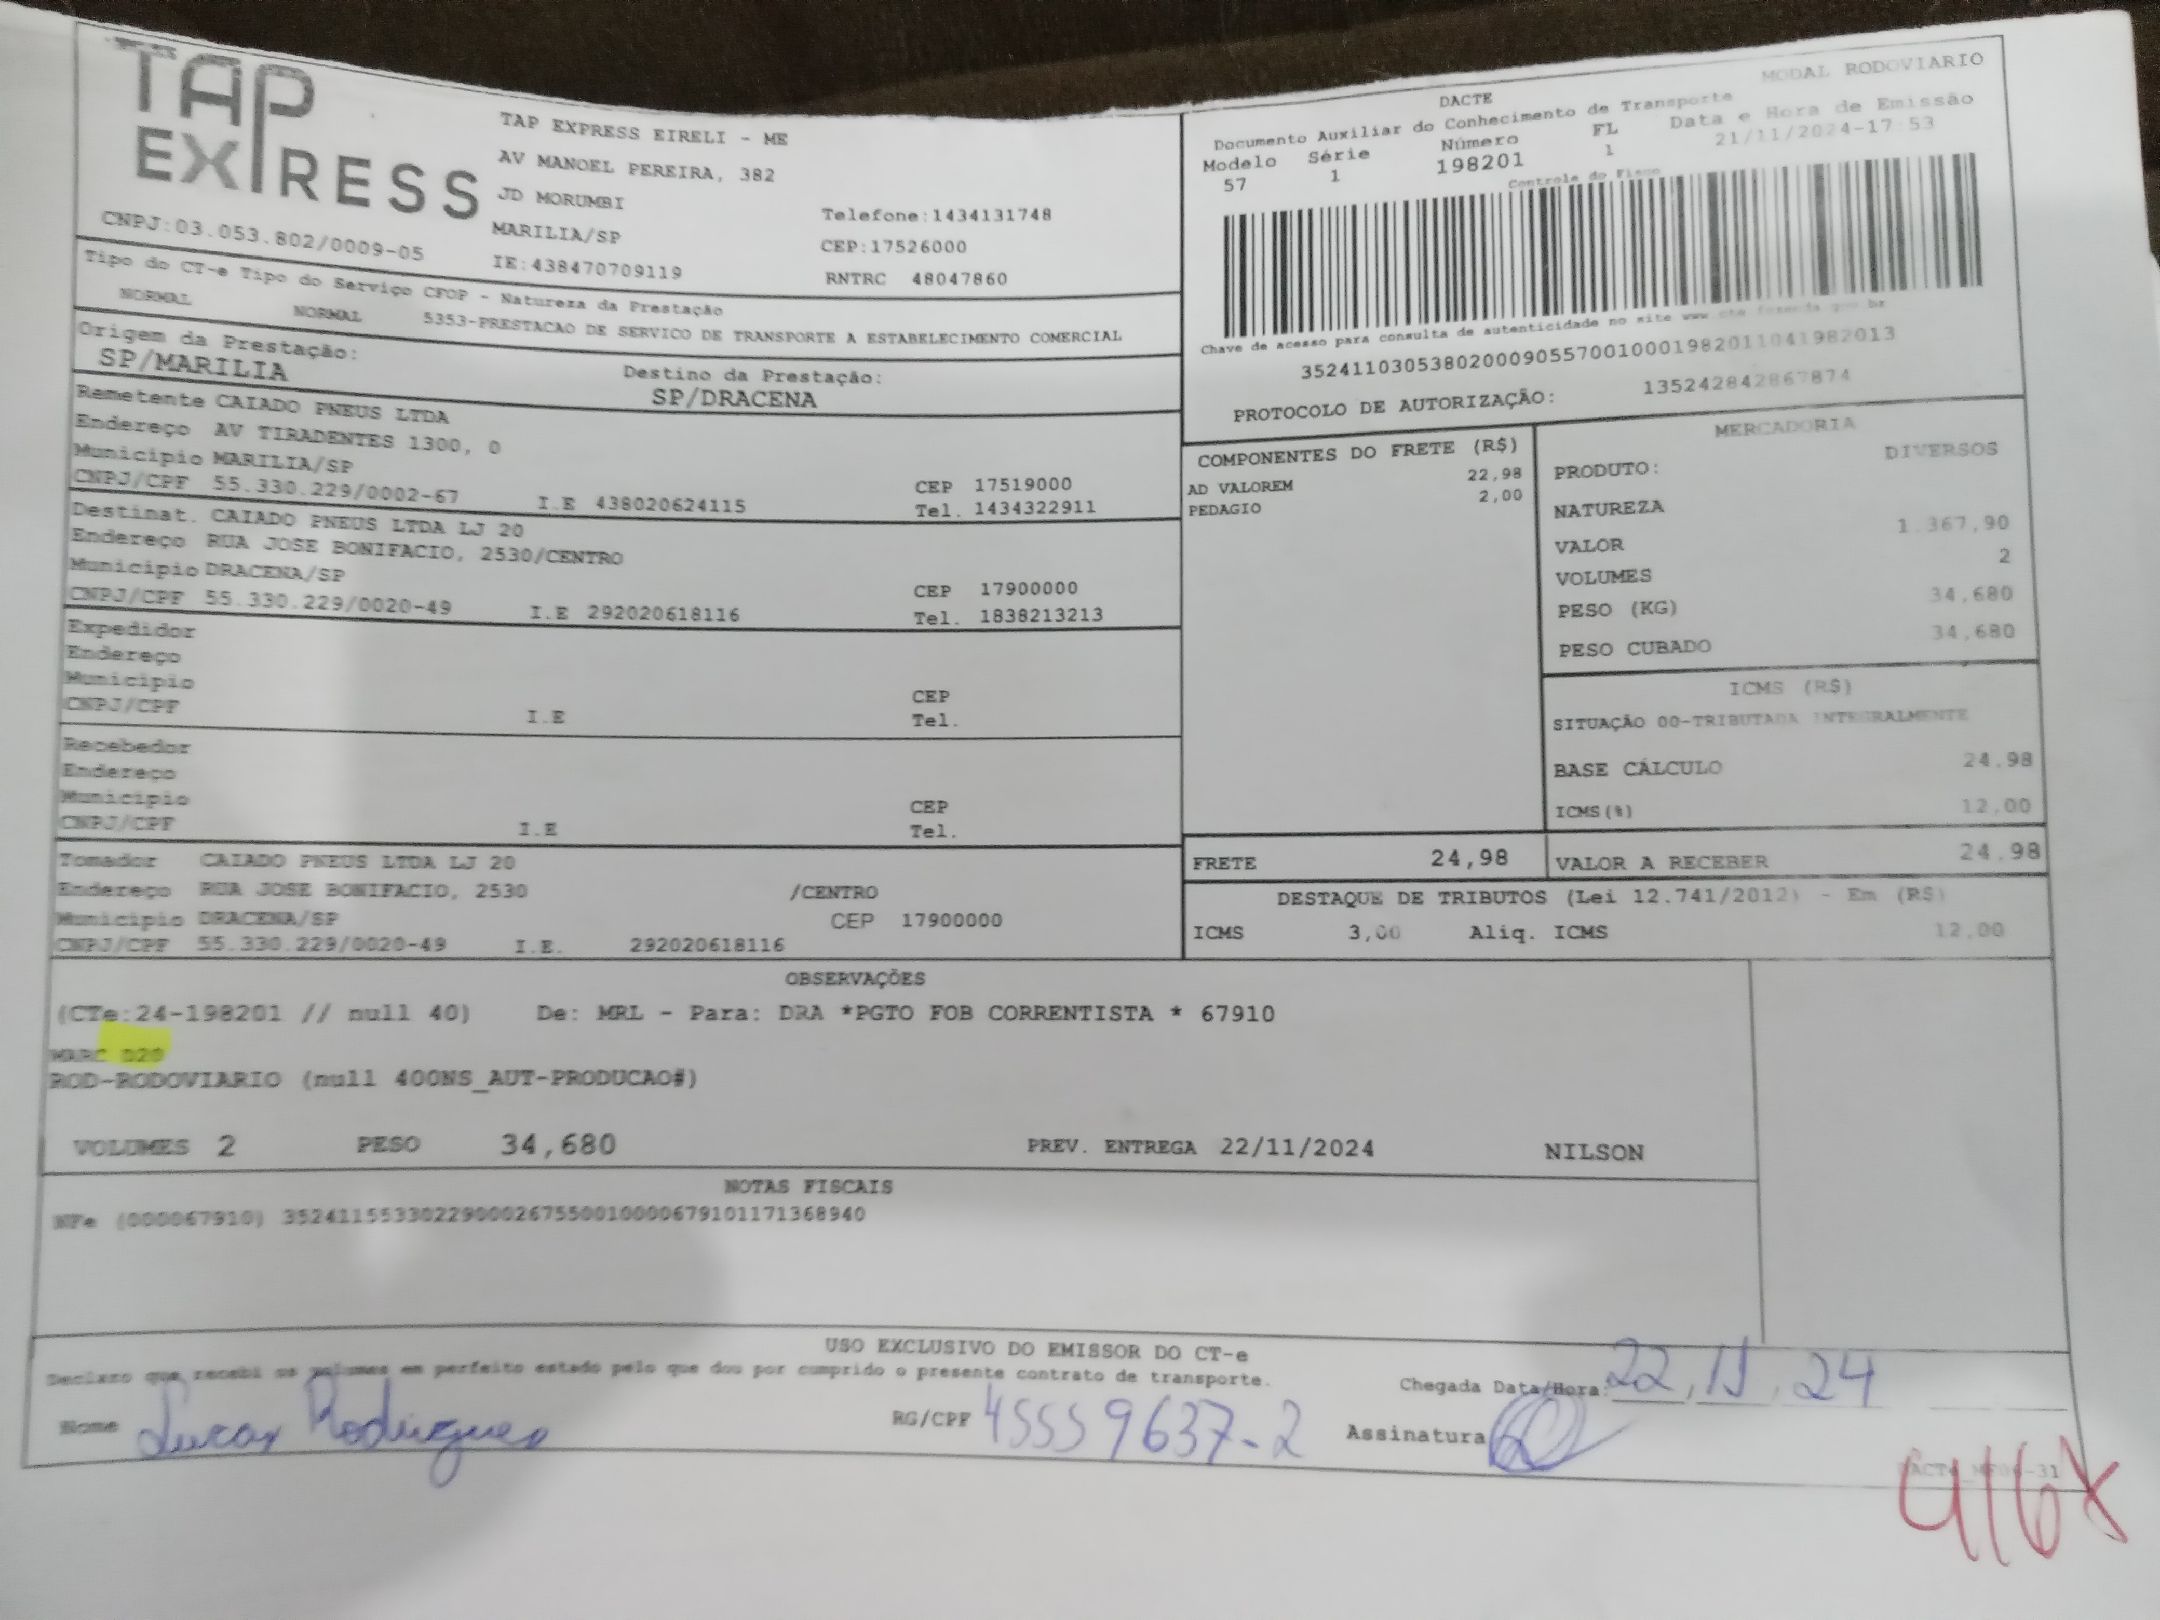 TAP
EXPRESS
CNPJ:03.053.802/0009-05
TAP EXPRESS EIRELI - ME
AV MANOEL PEREIRA, 382
JD MORUMBI
MARILIA/SP
IE:438470709119
Telefone:1434131748
CEP:17526000
RNTRC 48047860
MODAL RODOVIARIO
DACTE
Documento Auxiliar do Conhecimento de Transporte
Modelo Série Número FL Data e Hora de Emissão
57 1 198201 1 21/11/2024-17:53
Controle do Fisco
Chave de acesso para consulta de autenticidade no site www.cte.fazenda.gov.br
35241103053802000905570010001982011041982013
PROTOCOLO DE AUTORIZAÇÃO: 135242842867874
Tipo do CT-e Tipo do Serviço CFOP - Natureza da Prestação
NORMAL NORMAL 5353-PRESTACAO DE SERVICO DE TRANSPORTE A ESTABELECIMENTO COMERCIAL
Origem da Prestação: Destino da Prestação:
SP/MARILIA SP/DRACENA
Remetente CAIADO PNEUS LTDA
Endereço AV TIRADENTES 1300, 0
Municipio MARILIA/SP CEP 17519000
CNPJ/CPF 55.330.229/0002-67 I.E 438020624115 Tel. 1434322911
Destinat. CAIADO PNEUS LTDA LJ 20
Endereço RUA JOSE BONIFACIO, 2530/CENTRO
Municipio DRACENA/SP CEP 17900000
CNPJ/CPF 55.330.229/0020-49 I.E 292020618116 Tel. 1838213213
Expedidor
Endereço
Municipio CEP
CNPJ/CPF I.E Tel.
Recebedor
Endereço
Municipio CEP
CNPJ/CPF I.E Tel.
Tomador CAIADO PNEUS LTDA LJ 20
Endereço RUA JOSE BONIFACIO, 2530 /CENTRO
Municipio DRACENA/SP CEP 17900000
CNPJ/CPF 55.330.229/0020-49 I.E. 292020618116
COMPONENTES DO FRETE (R$)
AD VALOREM 22,98
PEDAGIO 2,00
MERCADORIA
PRODUTO: DIVERSOS
NATUREZA
VALOR 1.367,90
VOLUMES 2
PESO (KG) 34,680
PESO CUBADO 34,680
ICMS (R$)
SITUAÇÃO 00-TRIBUTADA INTEGRALMENTE
BASE CÁLCULO 24.98
ICMS(%) 12.00
FRETE 24,98 VALOR A RECEBER 24.98
DESTAQUE DE TRIBUTOS (Lei 12.741/2012) - Em (R$)
ICMS 3,00 Aliq. ICMS 12.00
OBSERVAÇÕES
(CTe:24-198201 // null 40) De: MRL - Para: DRA *PGTO FOB CORRENTISTA * 67910
MARC D20
ROD-RODOVIARIO (null 400NS_AUT-PRODUCAO#)
VOLUMES 2 PESO 34,680 PREV. ENTREGA 22/11/2024 NILSON
NOTAS FISCAIS
NFe (000067910) 35241155330229000267550010000679101171368940
USO EXCLUSIVO DO EMISSOR DO CT-e
Declaro que recebi os volumes em perfeito estado pelo que dou por cumprido o presente contrato de transporte.
Chegada Data/Hora: 22.11.24
Nome Lucas Rodrigues RG/CPF 45559637-2 Assinatura